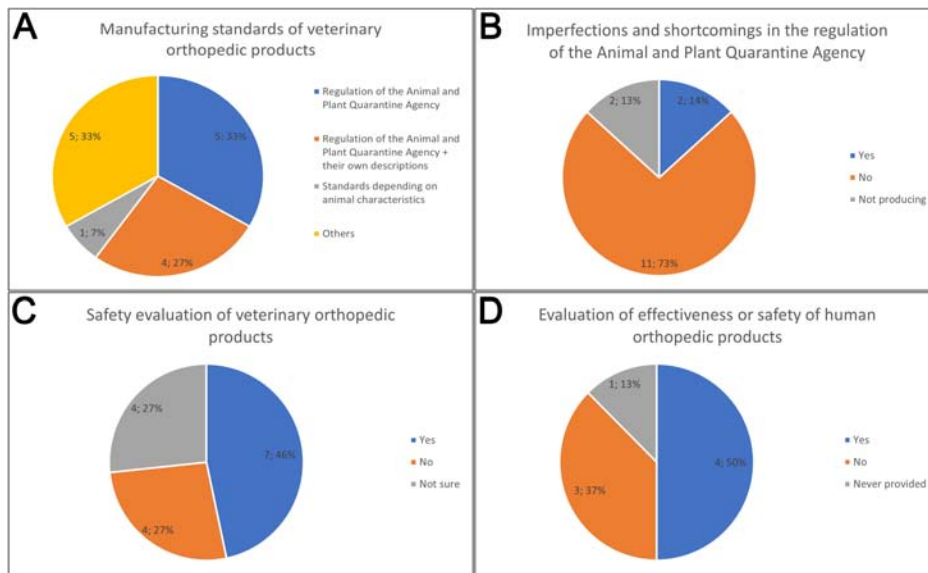 A
Manufacturing standards of veterinary
orthopedic products
5; 33%
5; 33%
4; 27%
1; 7%
Regulation of the Animal and
Plant Quarantine Agency
Regulation of the Animal and
Plant Quarantine Agency +
their own descriptions
Standards depending on
animal characteristics
Others
B
Imperfections and shortcomings in the regulation
of the Animal and Plant Quarantine Agency
2; 13%
2; 14%
11; 73%
Yes
No
Not producing
C
Safety evaluation of veterinary orthopedic
products
4; 27%
7; 46%
4; 27%
Yes
No
Not sure
D
Evaluation of effectiveness or safety of human
orthopedic products
1; 13%
4; 50%
3; 37%
Yes
No
Never provided